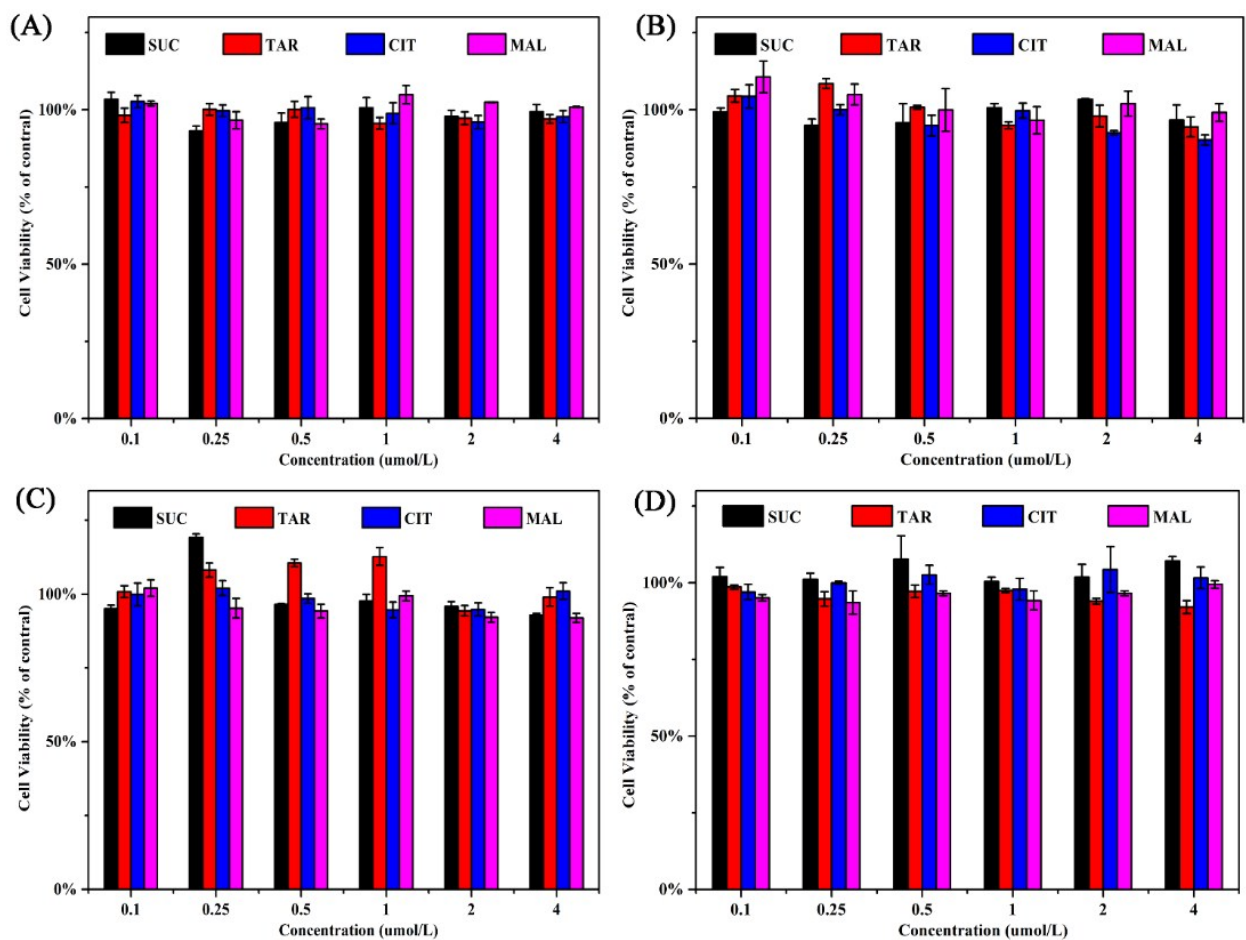 (A)
SUC TAR CIT MAL
Cell Viability (% of contral)
100%
50%
0%
0.1 0.25 0.5 1 2 4
Concentration (umol/L)
(B)
SUC TAR CIT MAL
Cell Viability (% of contral)
100%
50%
0%
0.1 0.25 0.5 1 2 4
Concentration (umol/L)
(C)
SUC TAR CIT MAL
Cell Viability (% of contral)
100%
50%
0%
0.1 0.25 0.5 1 2 4
Concentration (umol/L)
(D)
SUC TAR CIT MAL
Cell Viability (% of contral)
100%
50%
0%
0.1 0.25 0.5 1 2 4
Concentration (umol/L)